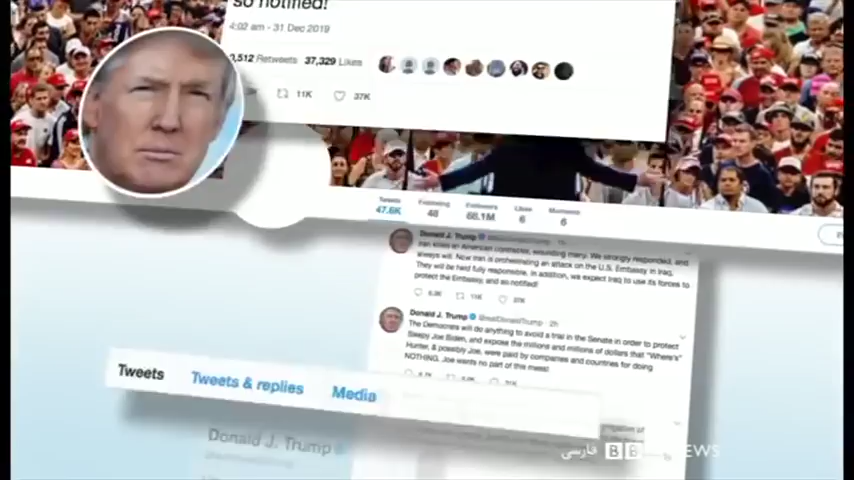 so notified!
4:02 am - 31 Dec 2019
,512 Retweets 37,329 Likes
11K 37K
Tweets Following Followers Likes Moments
47.6K 48 68.1M 6 6
Donald J. Trump @realDonaldTrump
Iran killed an American contractor, wounding many. We strongly responded, and
always will. Now Iran is orchestrating an attack on the U.S. Embassy in Iraq.
They will be held fully responsible. In addition, we expect Iraq to use its forces to
protect the Embassy, and so notified!
11K 37K
Donald J. Trump @realDonaldTrump · 2h
The Democrats will do anything to avoid a trial in the Senate in order to protect
Sleepy Joe Biden, and expose the millions and millions of dollars that "Where's"
Hunter, & possibly Joe, were paid by companies and countries for doing
NOTHING. Joe wants no part of this mess!
Tweets Tweets & replies Media
Donald J. Trump
فارسی BBC NEWS